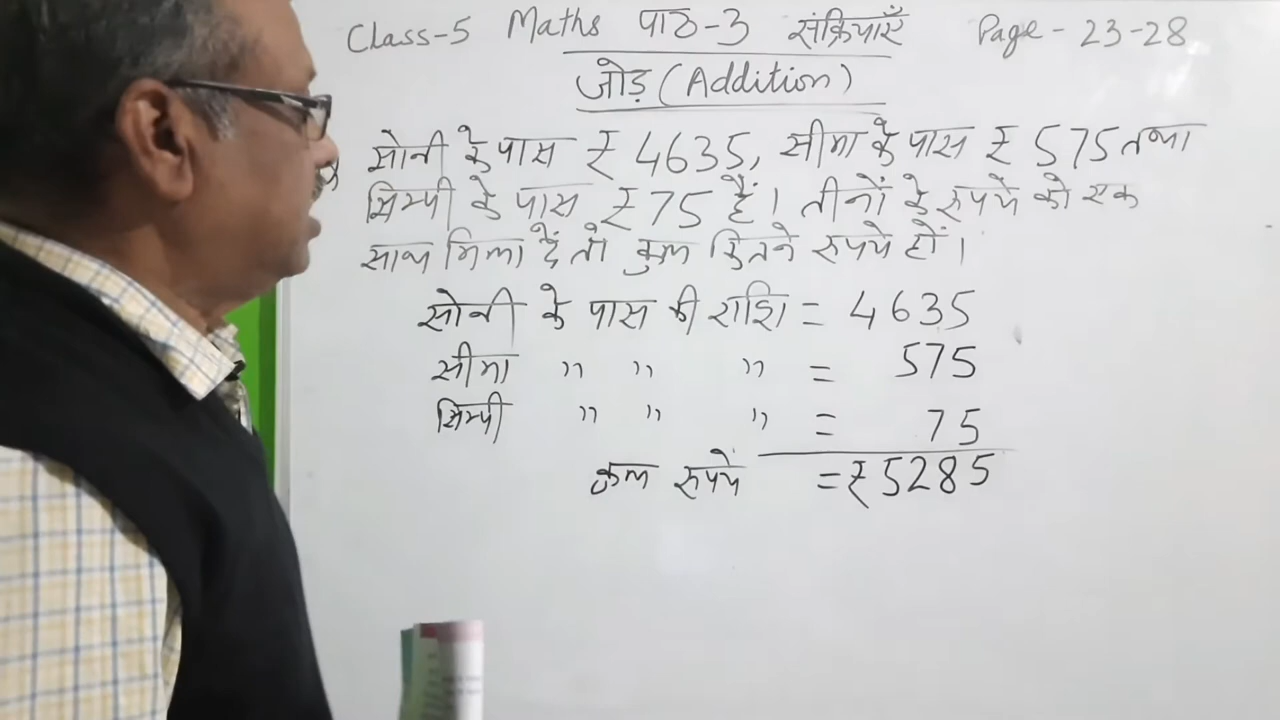 Class-5 Maths पाठ-3 संक्रियाएँ Page - 23-28
जोड़ (Addition)
सोनी के पास ₹ 4635, सीमा के पास ₹ 575 तथा
सिम्पी के पास ₹ 75 हैं। तीनों के रुपये को एक
साथ मिला दें तो कुल कितने रुपये होंगे।
सोनी के पास की राशि = 4635
सीमा " " " = 575
सिम्पी " " " = 75
कुल रुपये = ₹ 5285